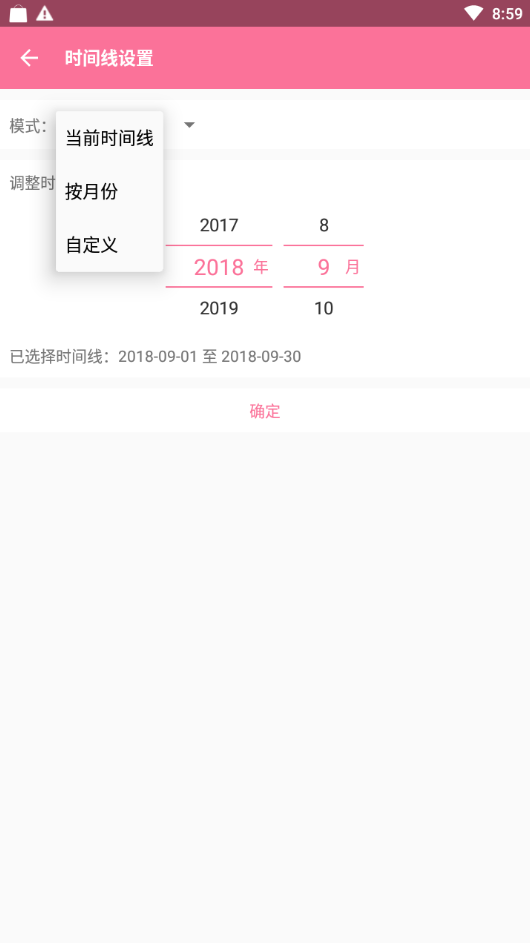 8:59
时间线设置
模式：
当前时间线
按月份
自定义
调整时
2017 8
2018 年 9 月
2019 10
已选择时间线：2018-09-01 至 2018-09-30
确定